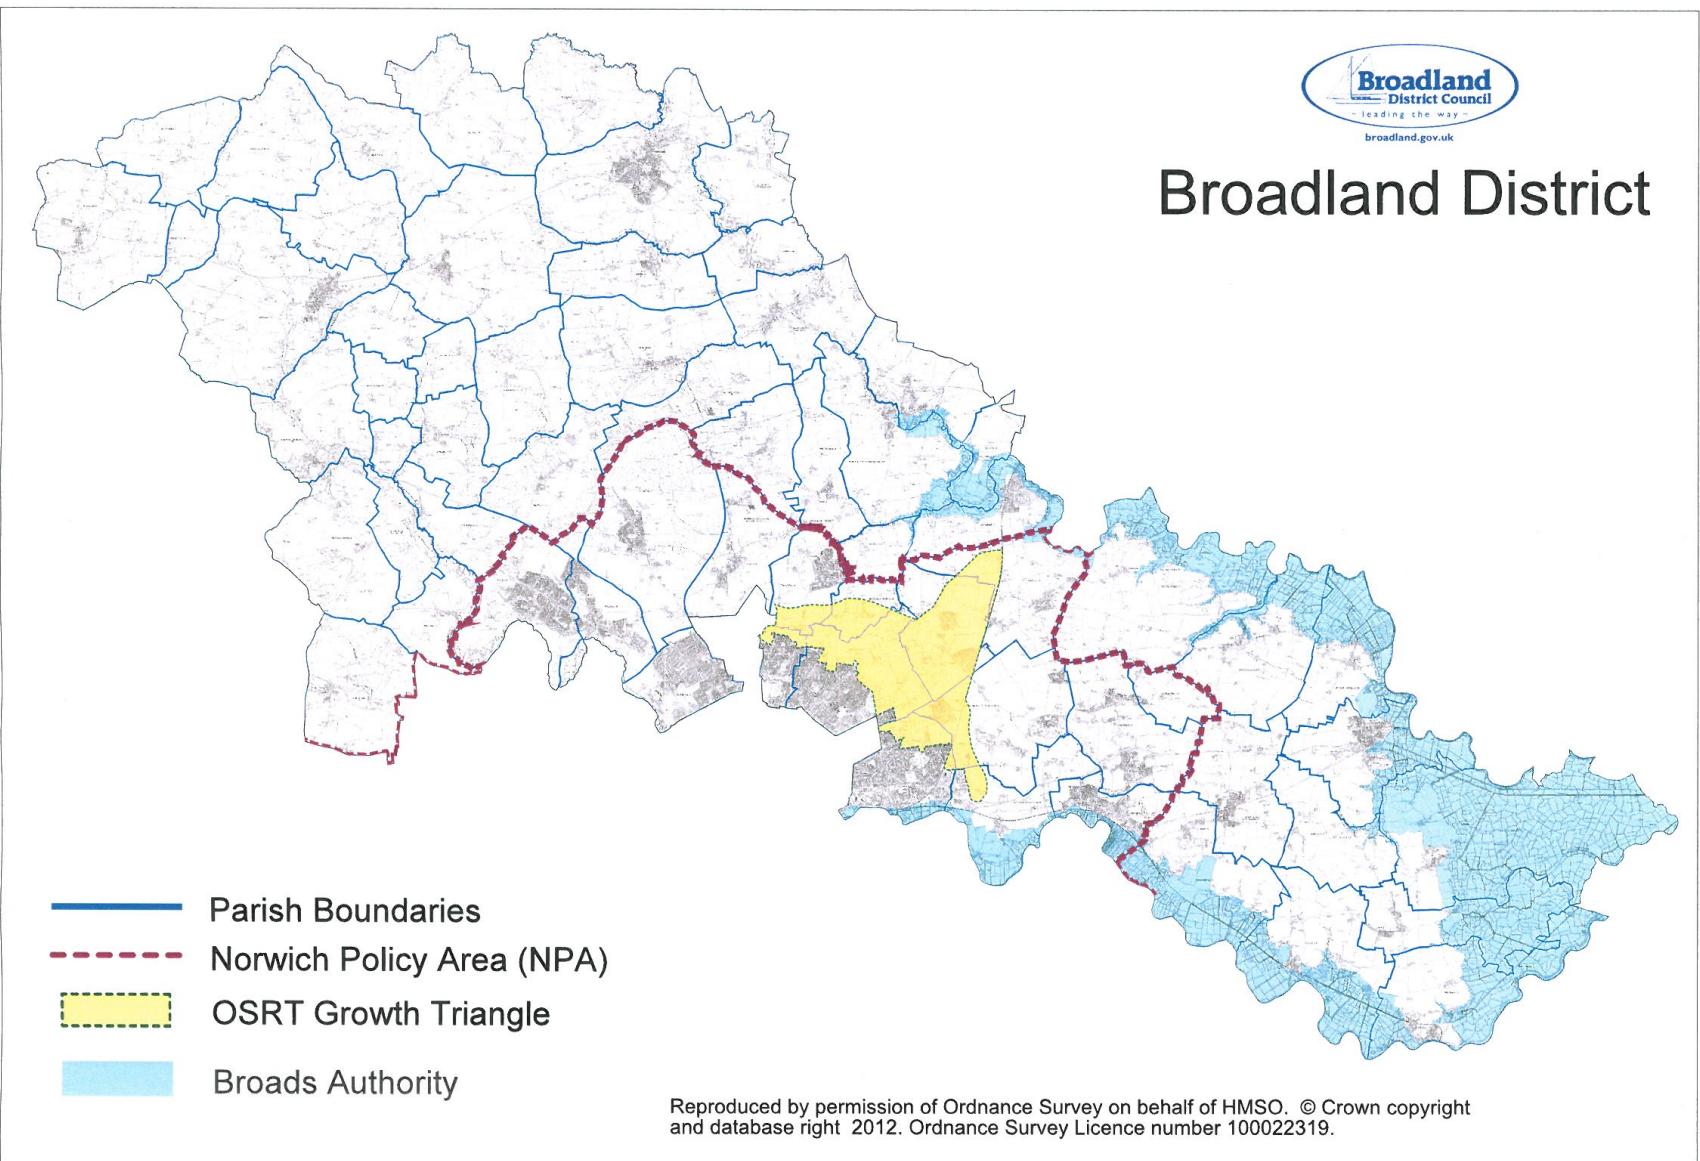 Broadland
District Council
- leading the way -
broadland.gov.uk
Broadland District
Parish Boundaries
Norwich Policy Area (NPA)
OSRT Growth Triangle
Broads Authority
Reproduced by permission of Ordnance Survey on behalf of HMSO. © Crown copyright
and database right 2012. Ordnance Survey Licence number 100022319.